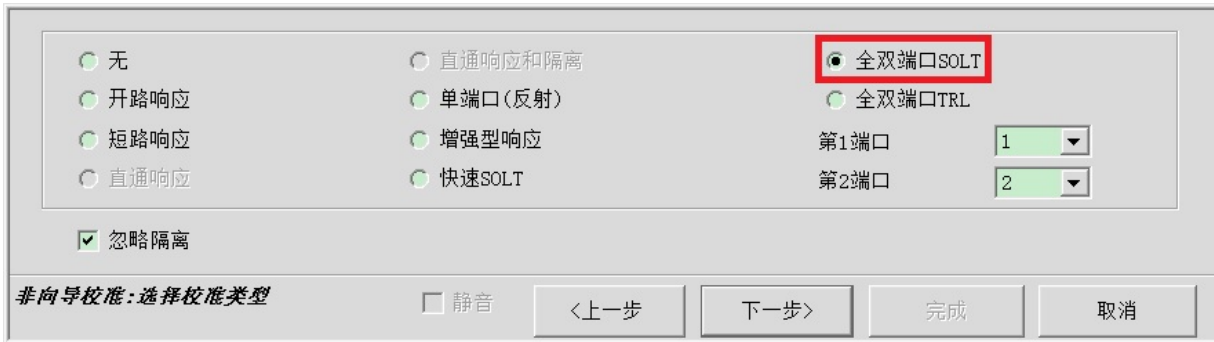 无 直通响应和隔离 全双端口SOLT
开路响应 单端口(反射) 全双端口TRL
短路响应 增强型响应 第1端口 1
直通响应 快速SOLT 第2端口 2
忽略隔离
非向导校准:选择校准类型 静音 <上一步 下一步> 完成 取消